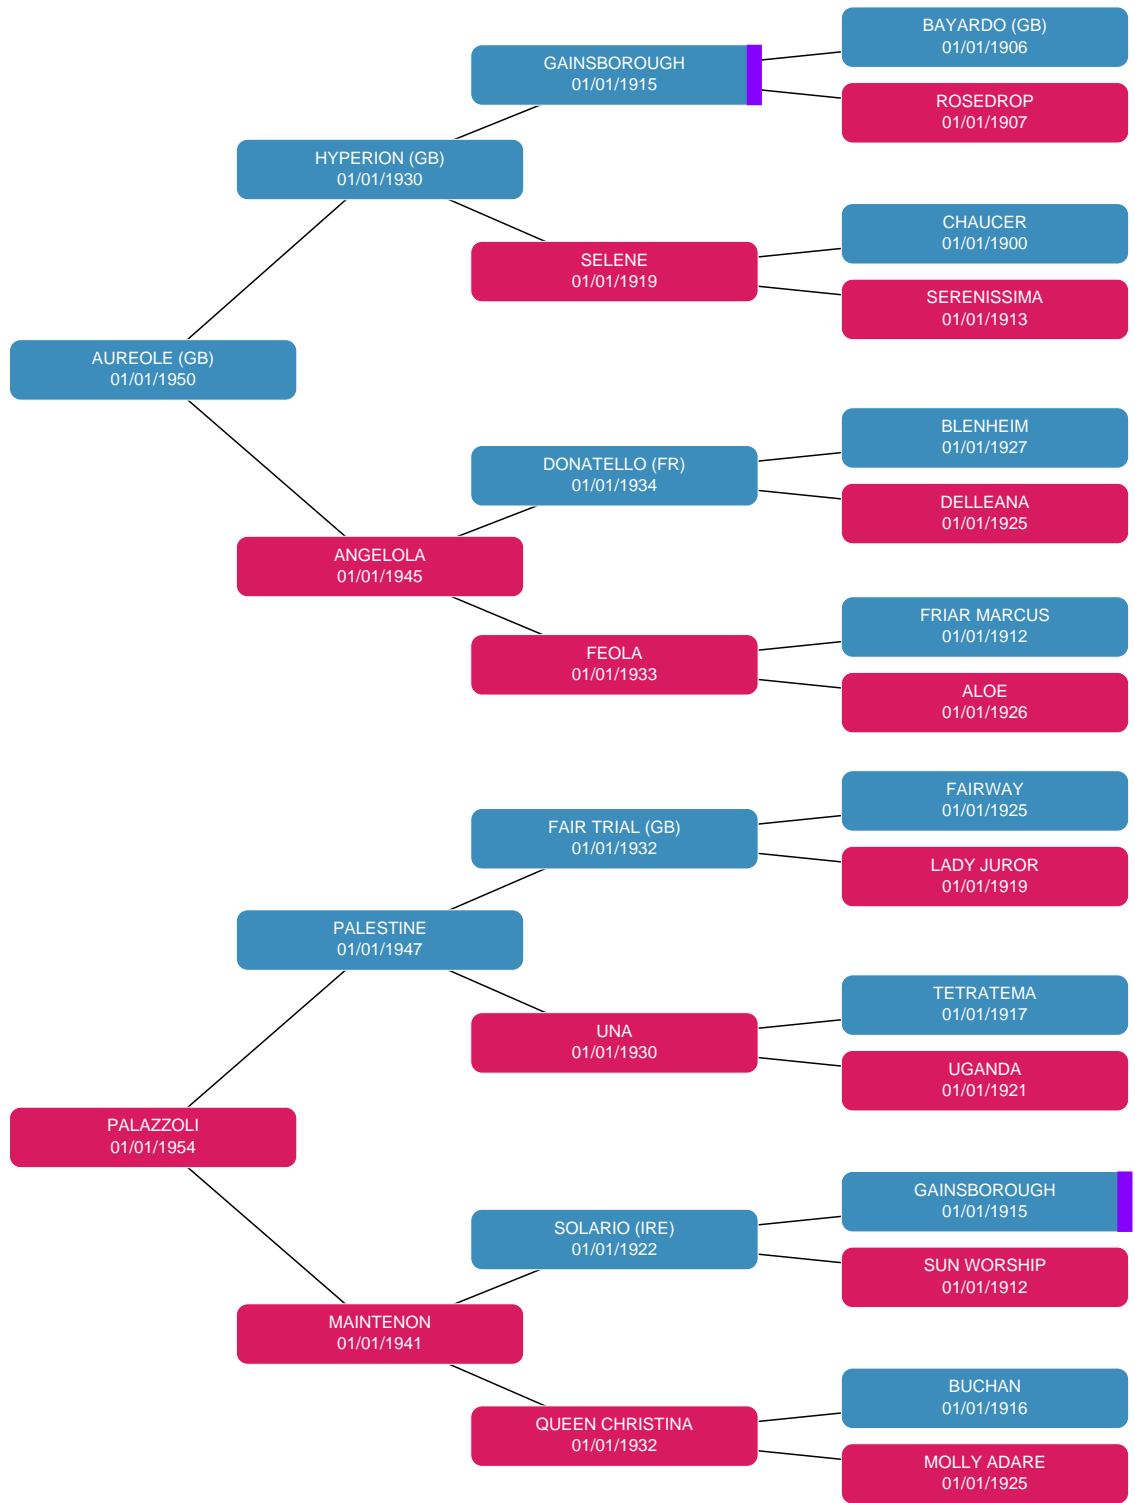 BAYARDO (GB)
01/01/1906
GAINSBOROUGH
01/01/1915
ROSEDROP
01/01/1907
HYPERION (GB)
01/01/1930
CHAUCER
01/01/1900
SELENE
01/01/1919
SERENISSIMA
01/01/1913
AUREOLE (GB)
01/01/1950
BLENHEIM
01/01/1927
DONATELLO (FR)
01/01/1934
DELLEANA
01/01/1925
ANGELOLA
01/01/1945
FRIAR MARCUS
01/01/1912
FEOLA
01/01/1933
ALOE
01/01/1926
FAIRWAY
01/01/1925
FAIR TRIAL (GB)
01/01/1932
LADY JUROR
01/01/1919
PALESTINE
01/01/1947
TETRATEMA
01/01/1917
UNA
01/01/1930
UGANDA
01/01/1921
PALAZZOLI
01/01/1954
GAINSBOROUGH
01/01/1915
SOLARIO (IRE)
01/01/1922
SUN WORSHIP
01/01/1912
MAINTENON
01/01/1941
BUCHAN
01/01/1916
QUEEN CHRISTINA
01/01/1932
MOLLY ADARE
01/01/1925